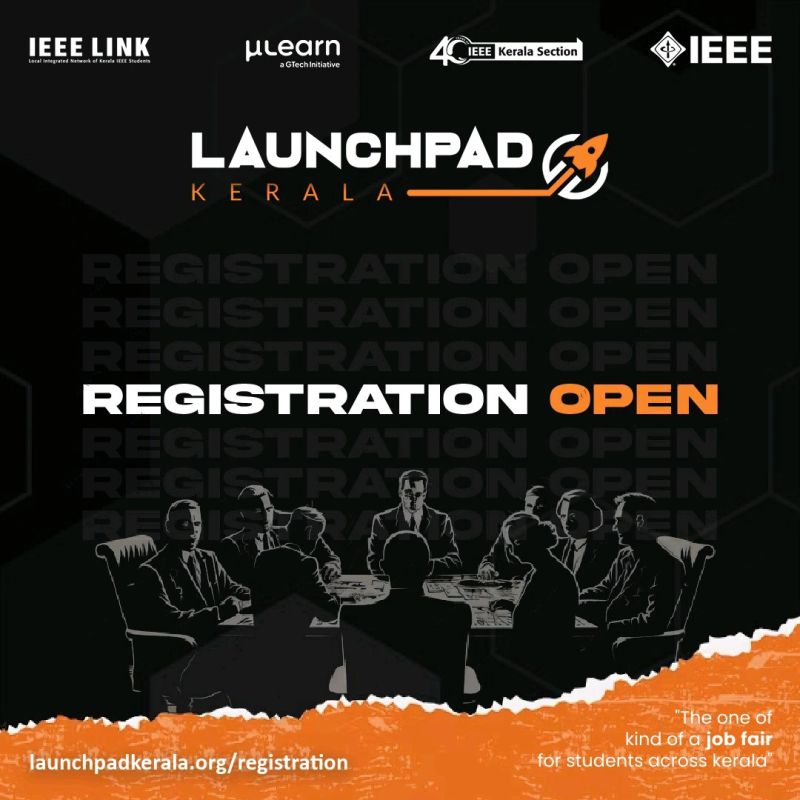 IEEE LINK
Local Integrated Network of Kerala IEEE Students
µLearn
a GTech Initiative
40 IEEE Kerala Section
IEEE
LAUNCHPAD
KERALA
REGISTRATION OPEN
REGISTRATION OPEN
REGISTRATION OPEN
REGISTRATION OPEN
REGISTRATION OPEN
REGISTRATION OPEN
REGISTRATION OPEN
launchpadkerala.org/registration
"The one of
kind of a job fair
for students across kerala"